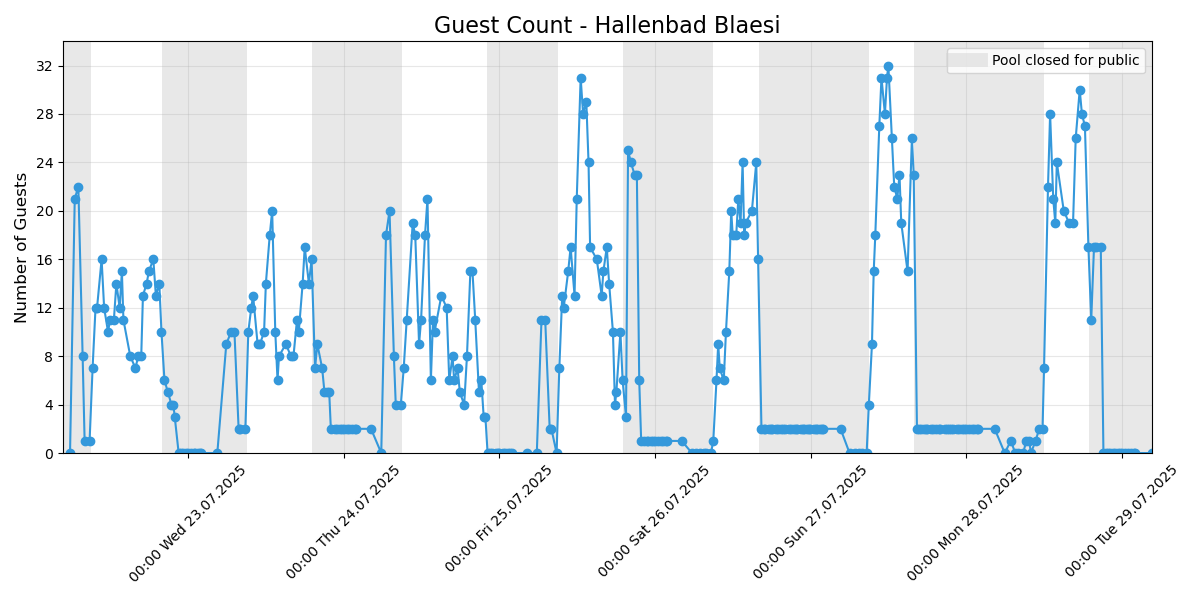 Guest Count - Hallenbad Blaesi
Pool closed for public
Number of Guests
32
28
24
20
16
12
8
4
0
00:00 Wed 23.07.2025
00:00 Thu 24.07.2025
00:00 Fri 25.07.2025
00:00 Sat 26.07.2025
00:00 Sun 27.07.2025
00:00 Mon 28.07.2025
00:00 Tue 29.07.2025